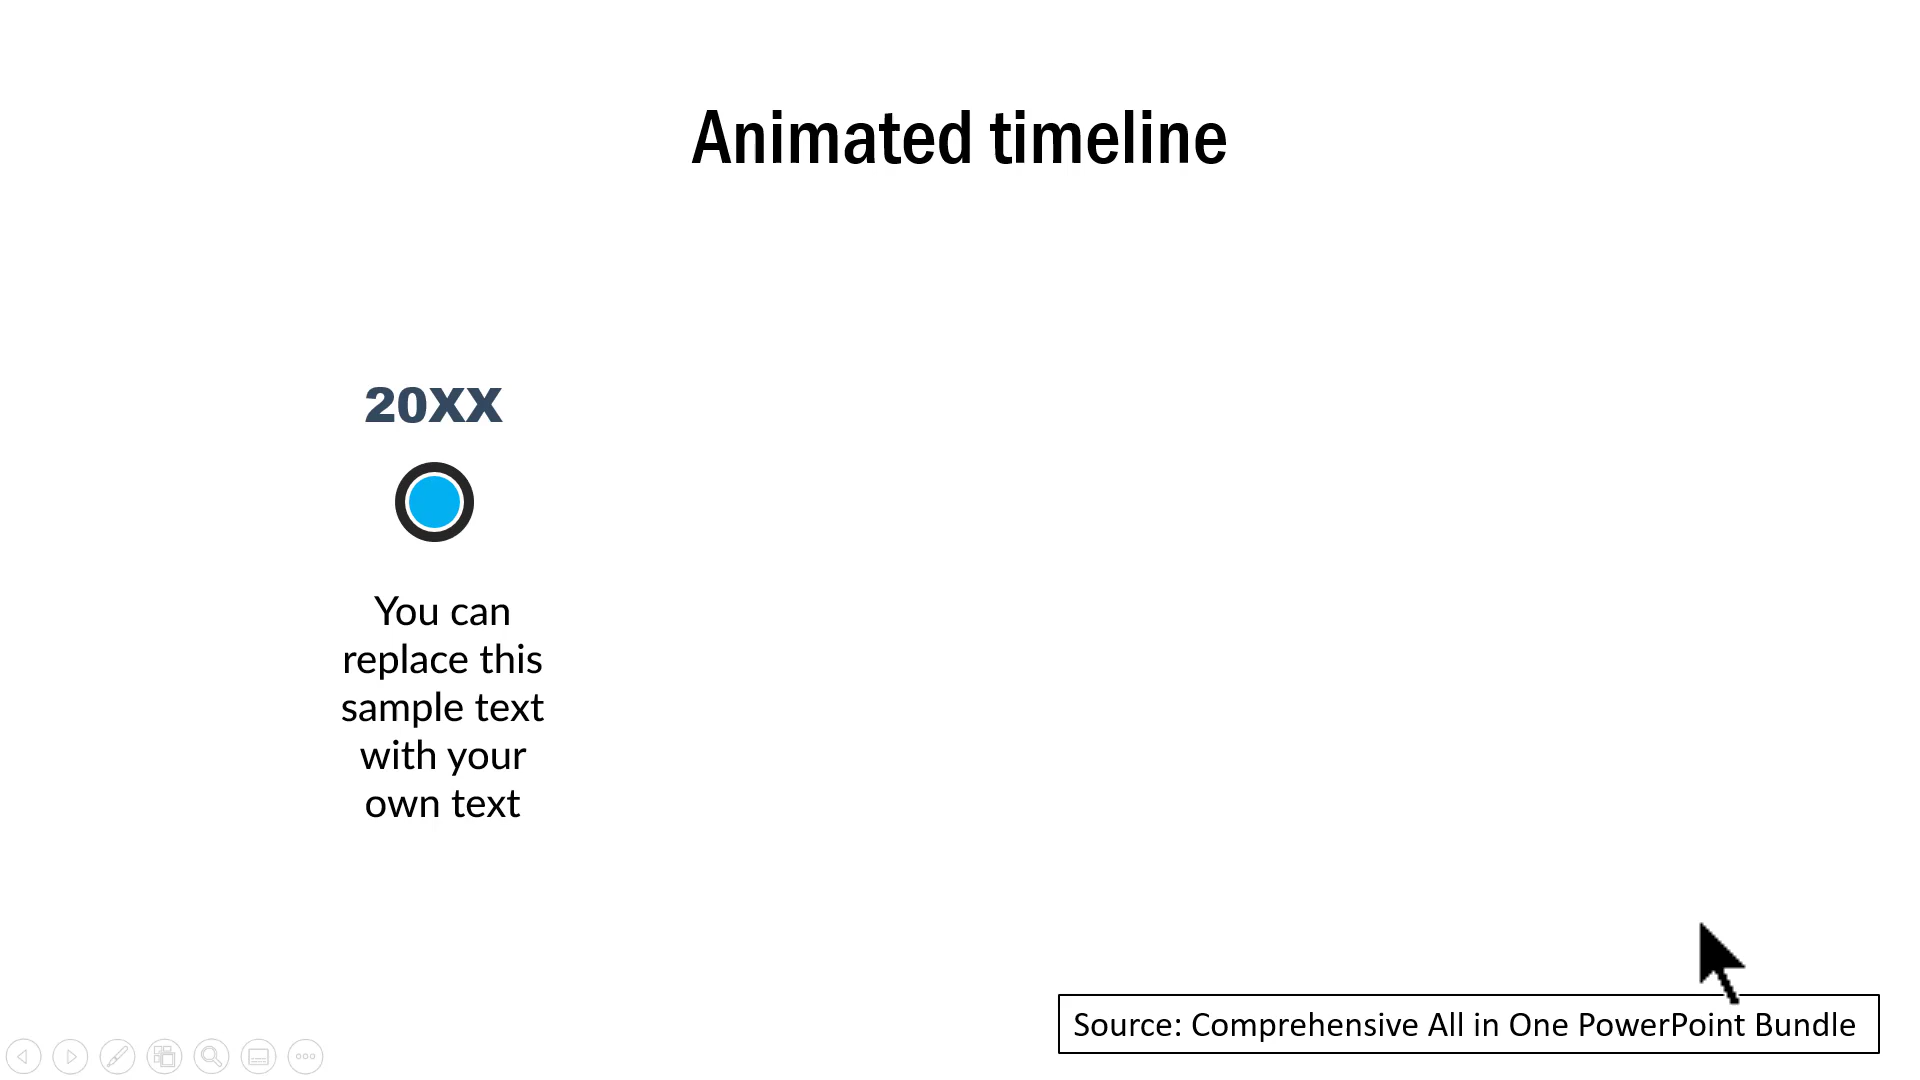 Animated timeline
20XX
You can
replace this
sample text
with your
own text
Source: Comprehensive All in One PowerPoint Bundle